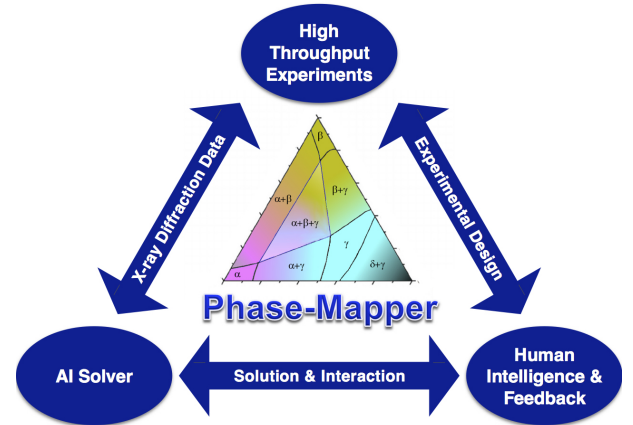 High
Throughput
Experiments
X-ray Diffraction Data
Experimental Design
β
α+β
β+γ
α+β+γ
γ
α
α+γ
δ+γ
Phase-Mapper
AI Solver
Solution & Interaction
Human
Intelligence &
Feedback